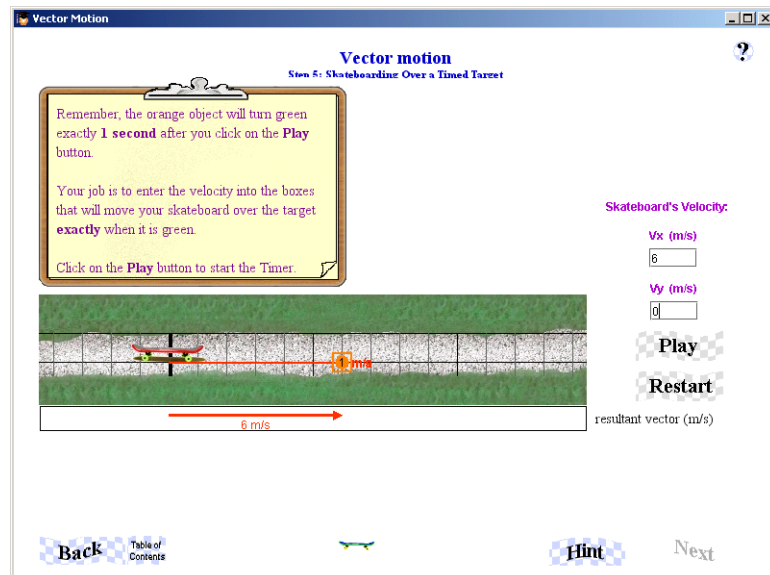 Vector Motion
?
Vector motion
Step 5: Skateboarding Over a Timed Target
Remember, the orange object will turn green
exactly 1 second after you click on the Play
button.
Your job is to enter the velocity into the boxes
that will move your skateboard over the target
exactly when it is green.
Click on the Play button to start the Timer.
Skateboard's Velocity:
Vx (m/s)
6
Vy (m/s)
0
Play
Restart
1 m/s
6 m/s
resultant vector (m/s)
Back
Table of
Contents
Hint
Next